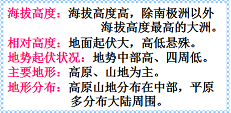 海拔高度：海拔高度高，除南极洲以外
海拔高度最高的大洲。
相对高度：地面起伏大，高低悬殊。
地势起伏状况：地势中部高、四周低。
主要地形：高原、山地为主。
地形分布：高原山地分布在中部，平原
多分布大陆周围。